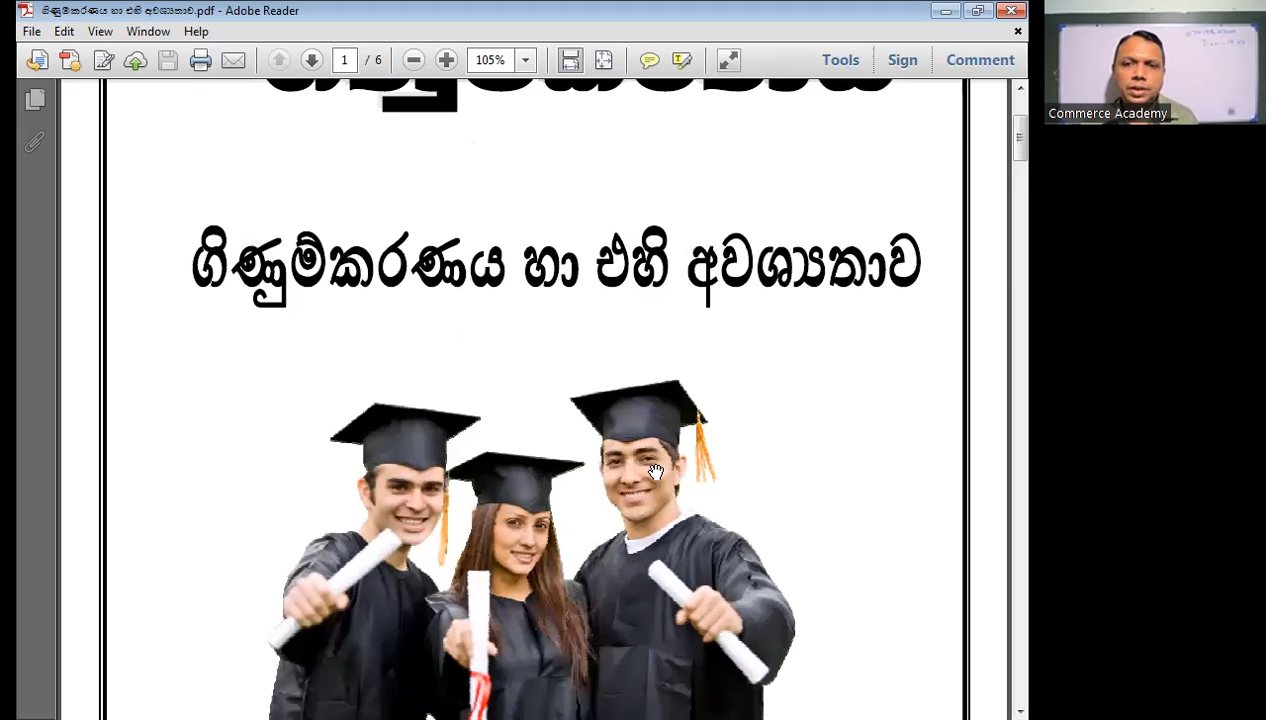 ගිණුම්කරණය හා එහි අවශ්‍යතාව.pdf - Adobe Reader
File Edit View Window Help
1 / 6 105% Tools Sign Comment
ගිණුම්කරණය හා එහි අවශ්‍යතාව
Commerce Academy